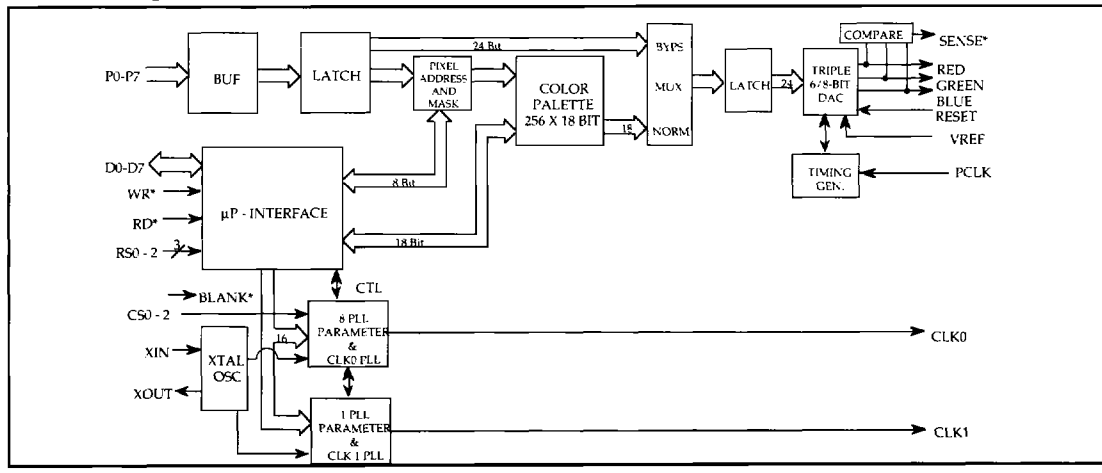 P0-P7
BUF
LATCH
24 Bit
PIXEL
ADDRESS
AND
MASK
COLOR
PALETTE
256 X 18 BIT
18
BYPS
MUX
NORM
LATCH
24
COMPARE
TRIPLE
6/8-BIT
DAC
SENSE*
RED
GREEN
BLUE
RESET
VREF
TIMING
GEN.
PCLK
D0-D7
WR*
RD*
RS0 - 2
3
µP - INTERFACE
8 Bit
18 Bit
BLANK*
CS0 - 2
CTL
16
8 PLL
PARAMETER
&
CLK0 PLL
CLK0
XIN
XOUT
XTAL
OSC
1 PLL
PARAMETER
&
CLK 1 PLL
CLK1